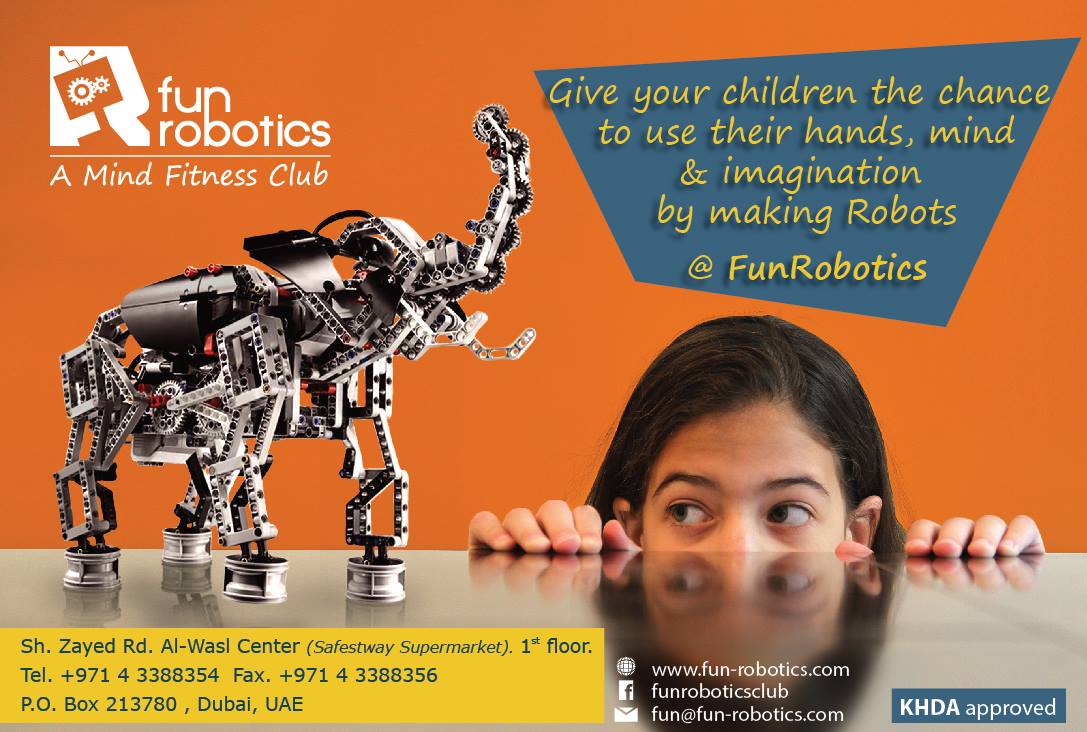 fun
robotics
A Mind Fitness Club
Give your children the chance
to use their hands, mind
& imagination
by making Robots
@ FunRobotics
Sh. Zayed Rd. Al-Wasl Center (Safestway Supermarket). 1st floor.
Tel. +971 4 3388354 Fax. +971 4 3388356
P.O. Box 213780 , Dubai, UAE
www.fun-robotics.com
funroboticsclub
fun@fun-robotics.com
KHDA approved